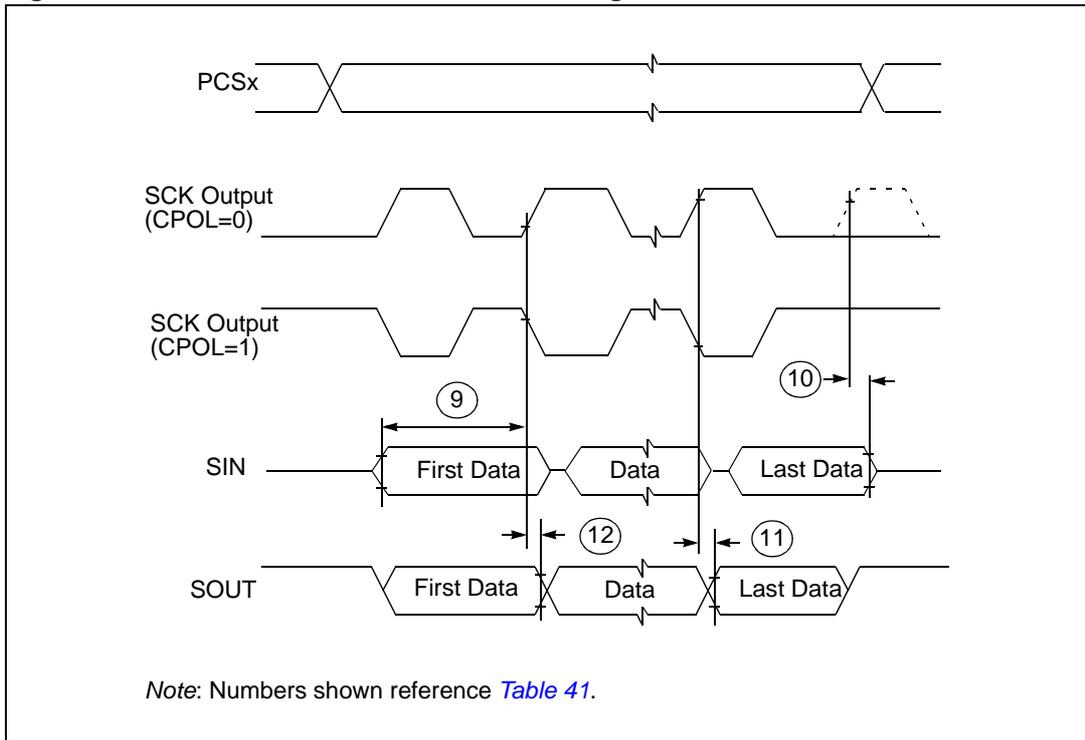 PCSx
SCK Output
(CPOL=0)
SCK Output
(CPOL=1)
10
9
SIN
First Data
Data
Last Data
12
11
SOUT
First Data
Data
Last Data
Note: Numbers shown reference Table 41.